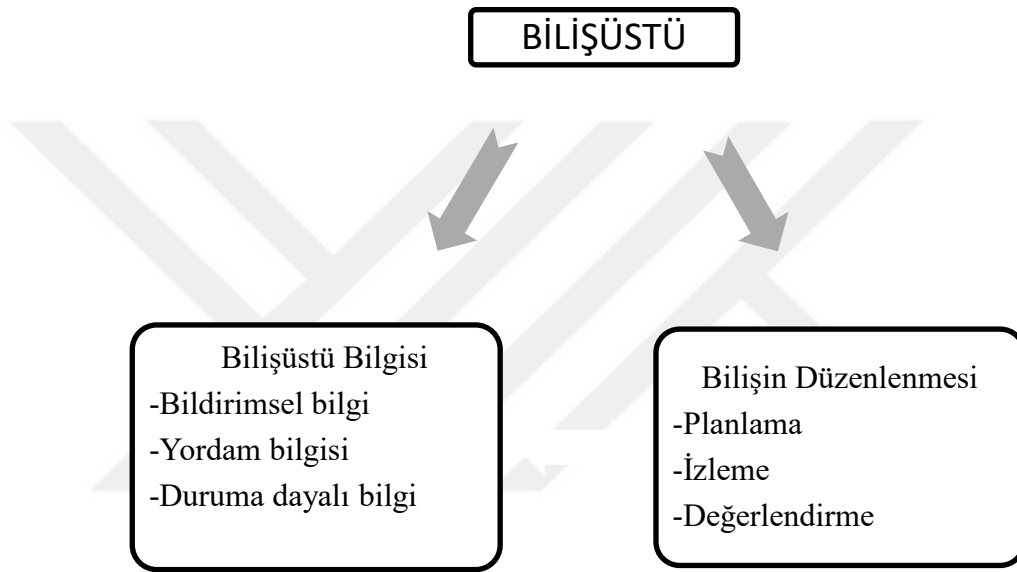 BİLİŞÜSTÜ
Bilişüstü Bilgisi
-Bildirimsel bilgi
-Yordam bilgisi
-Duruma dayalı bilgi
Bilişin Düzenlenmesi
-Planlama
-İzleme
-Değerlendirme